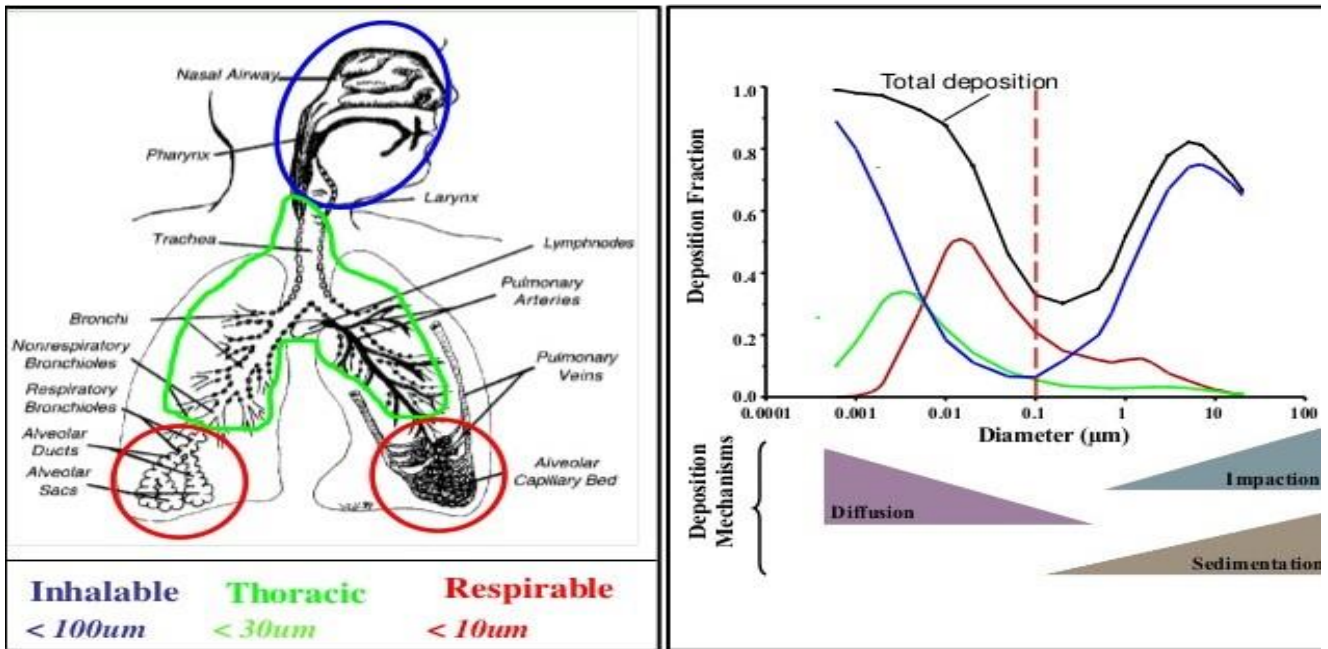 Nasal Airway
Pharynx
Larynx
Trachea
Lymphnodes
Pulmonary
Arteries
Bronchi
Nonrespiratory
Bronchioles
Pulmonary
Veins
Respiratory
Bronchioles
Alveolar
Ducts
Alveolar
Sacs
Alveolar
Capillary Bed
Inhalable
< 100um
Thoracic
< 30um
Respirable
< 10um
Total deposition
Deposition Fraction
1.0
0.8
0.6
0.4
0.2
0.0
0.0001
0.001
0.01
0.1
1
10
100
Diameter (µm)
Deposition
Mechanisms
Diffusion
Impaction
Sedimentation